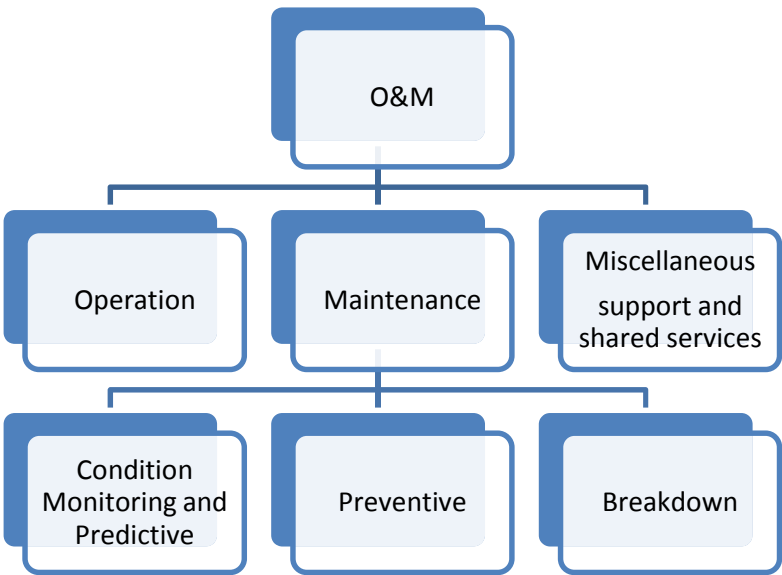 O&M
Operation
Maintenance
Miscellaneous
support and
shared services
Condition
Monitoring and
Predictive
Preventive
Breakdown